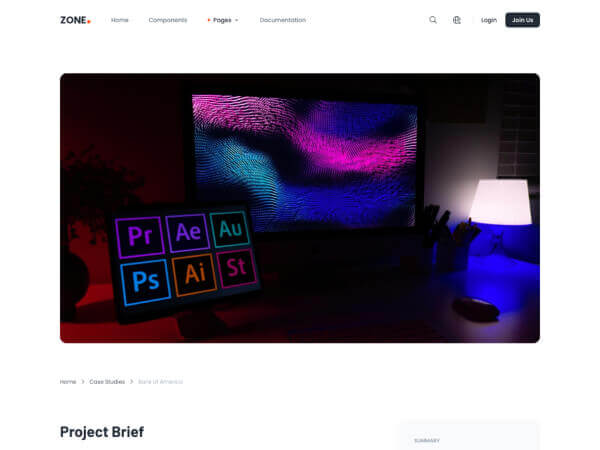 ZONE. Home Components Pages Documentation Login Join Us
Pr Ae Au
Ps Ai St
Home > Case Studies > Bank of America
Project Brief
SUMMARY